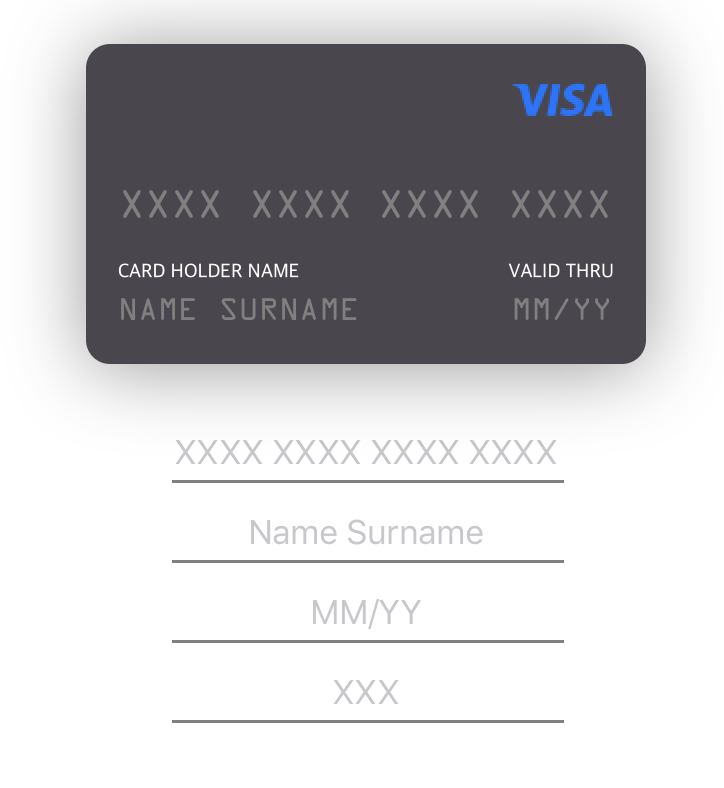 VISA
XXXX XXXX XXXX XXXX
CARD HOLDER NAME VALID THRU
NAME SURNAME MM/YY
XXXX XXXX XXXX XXXX
Name Surname
MM/YY
XXX